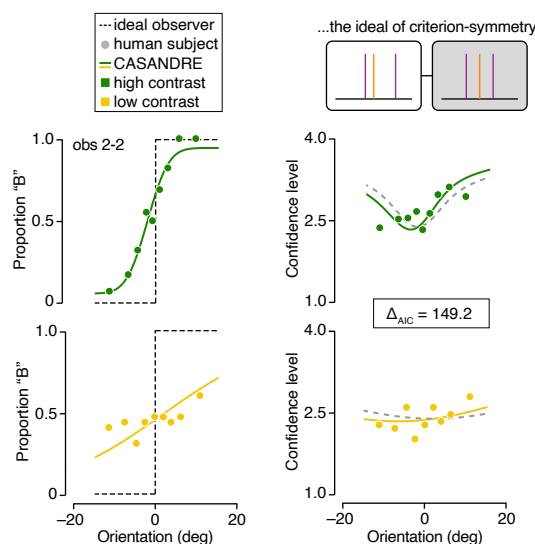 ideal observer
human subject
CASANDRE
high contrast
low contrast
...the ideal of criterion-symmetry
obs 2-2
Proportion “B”
1.0
0.5
0
Confidence level
4.0
2.5
1.0
ΔAIC = 149.2
Proportion “B”
1.0
0.5
0
–20
0
20
Orientation (deg)
Confidence level
4.0
2.5
1.0
–20
0
20
Orientation (deg)